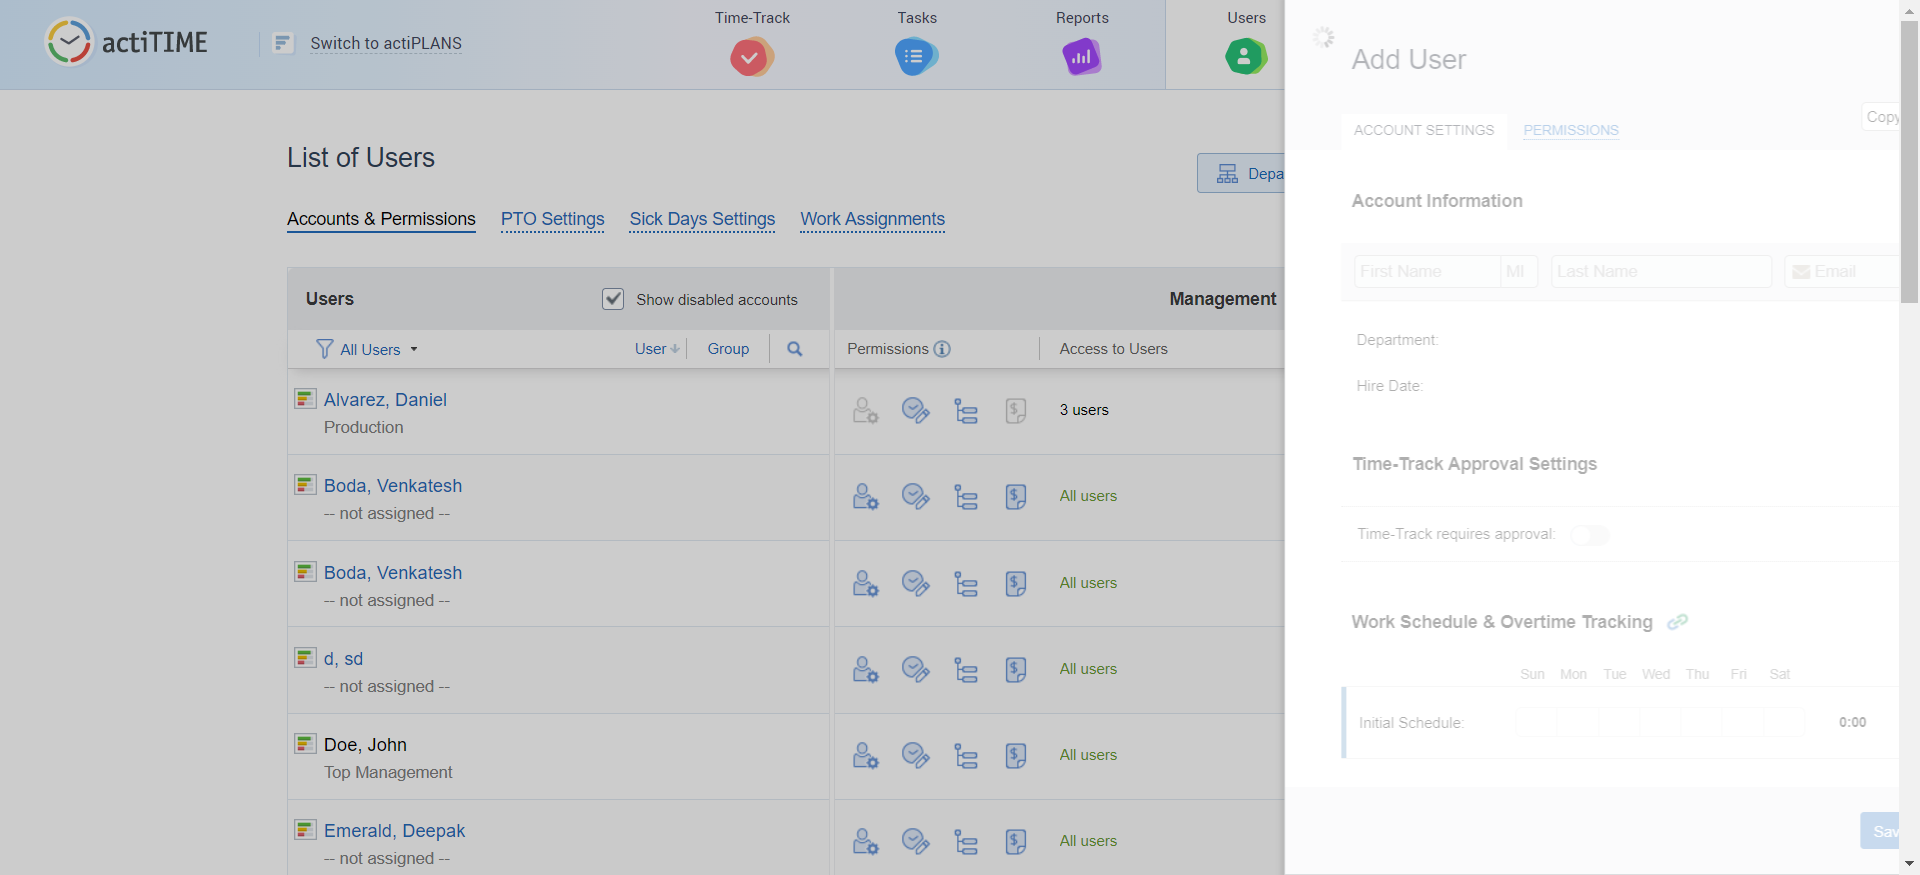 actiTIME
Switch to actiPLANS
Time-Track
Tasks
Reports
Users
List of Users
Depa
Accounts & Permissions
PTO Settings
Sick Days Settings
Work Assignments
Users
Show disabled accounts
Management
All Users
User
Group
Permissions
Access to Users
Alvarez, Daniel
Production
3 users
Boda, Venkatesh
-- not assigned --
All users
Boda, Venkatesh
-- not assigned --
All users
d, sd
-- not assigned --
All users
Doe, John
Top Management
All users
Emerald, Deepak
-- not assigned --
All users
Add User
Copy
ACCOUNT SETTINGS
PERMISSIONS
Account Information
First Name
MI
Last Name
Email
Department:
Hire Date:
Time-Track Approval Settings
Time-Track requires approval:
Work Schedule & Overtime Tracking
Sun Mon Tue Wed Thu Fri Sat
Initial Schedule:
0:00
Sav